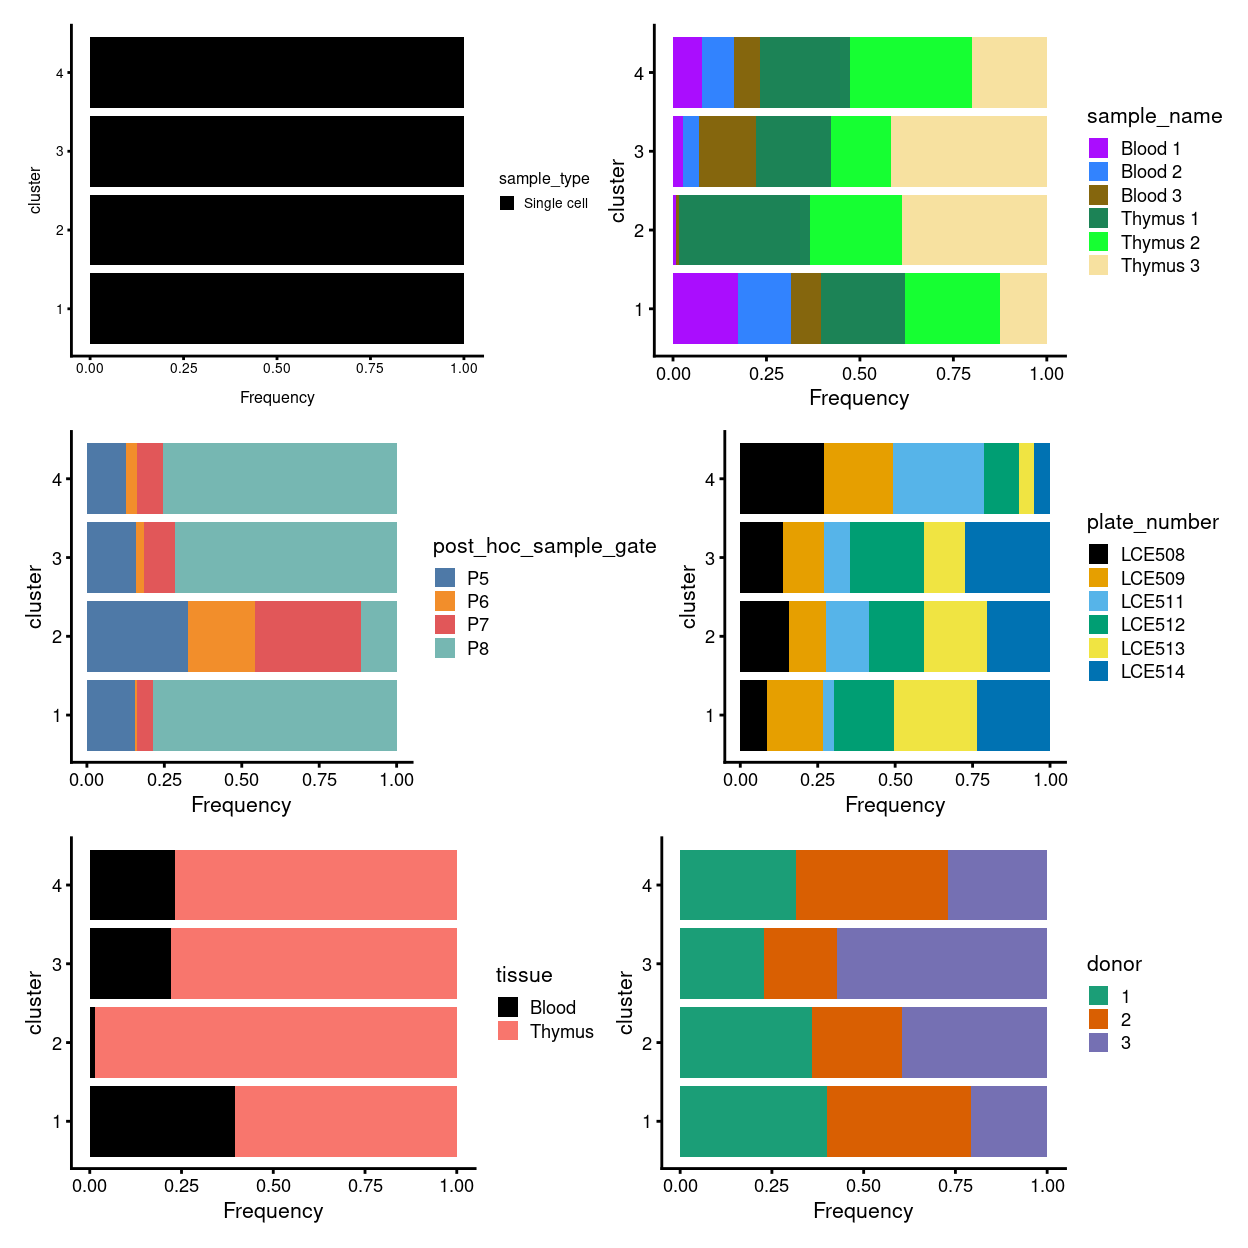 cluster
4
3
2
1
0.00 0.25 0.50 0.75 1.00
Frequency
sample_type
Single cell
cluster
4
3
2
1
0.00 0.25 0.50 0.75 1.00
Frequency
sample_name
Blood 1
Blood 2
Blood 3
Thymus 1
Thymus 2
Thymus 3
cluster
4
3
2
1
0.00 0.25 0.50 0.75 1.00
Frequency
post_hoc_sample_gate
P5
P6
P7
P8
cluster
4
3
2
1
0.00 0.25 0.50 0.75 1.00
Frequency
plate_number
LCE508
LCE509
LCE511
LCE512
LCE513
LCE514
cluster
4
3
2
1
0.00 0.25 0.50 0.75 1.00
Frequency
tissue
Blood
Thymus
cluster
4
3
2
1
0.00 0.25 0.50 0.75 1.00
Frequency
donor
1
2
3